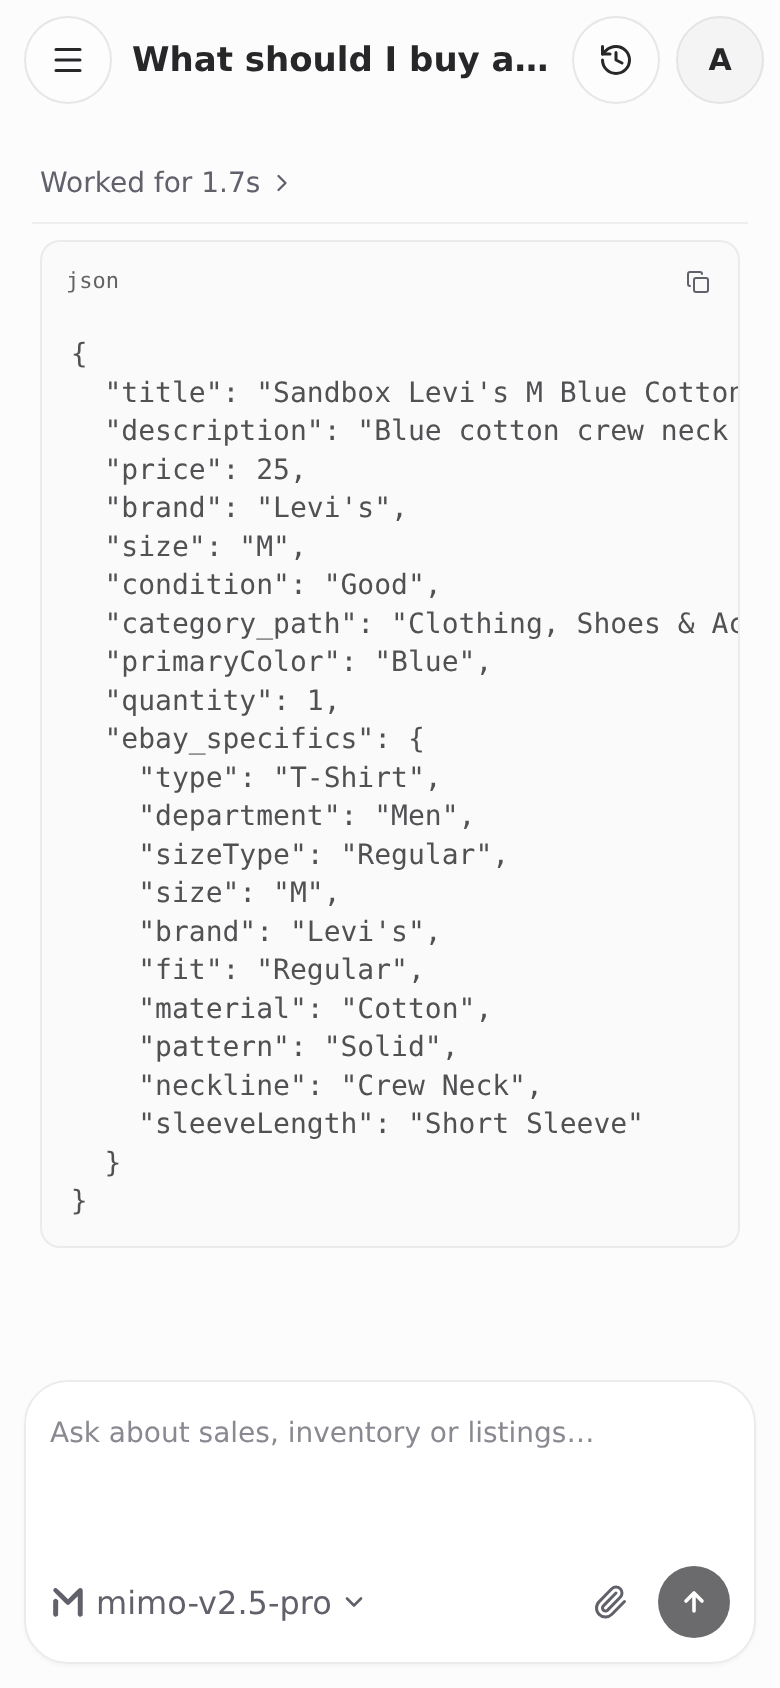 What should I buy a...
A
Worked for 1.7s
json
{
  "title": "Sandbox Levi's M Blue Cotton
  "description": "Blue cotton crew neck
  "price": 25,
  "brand": "Levi's",
  "size": "M",
  "condition": "Good",
  "category_path": "Clothing, Shoes & Ac
  "primaryColor": "Blue",
  "quantity": 1,
  "ebay_specifics": {
    "type": "T-Shirt",
    "department": "Men",
    "sizeType": "Regular",
    "size": "M",
    "brand": "Levi's",
    "fit": "Regular",
    "material": "Cotton",
    "pattern": "Solid",
    "neckline": "Crew Neck",
    "sleeveLength": "Short Sleeve"
  }
}
Ask about sales, inventory or listings...
mimo-v2.5-pro